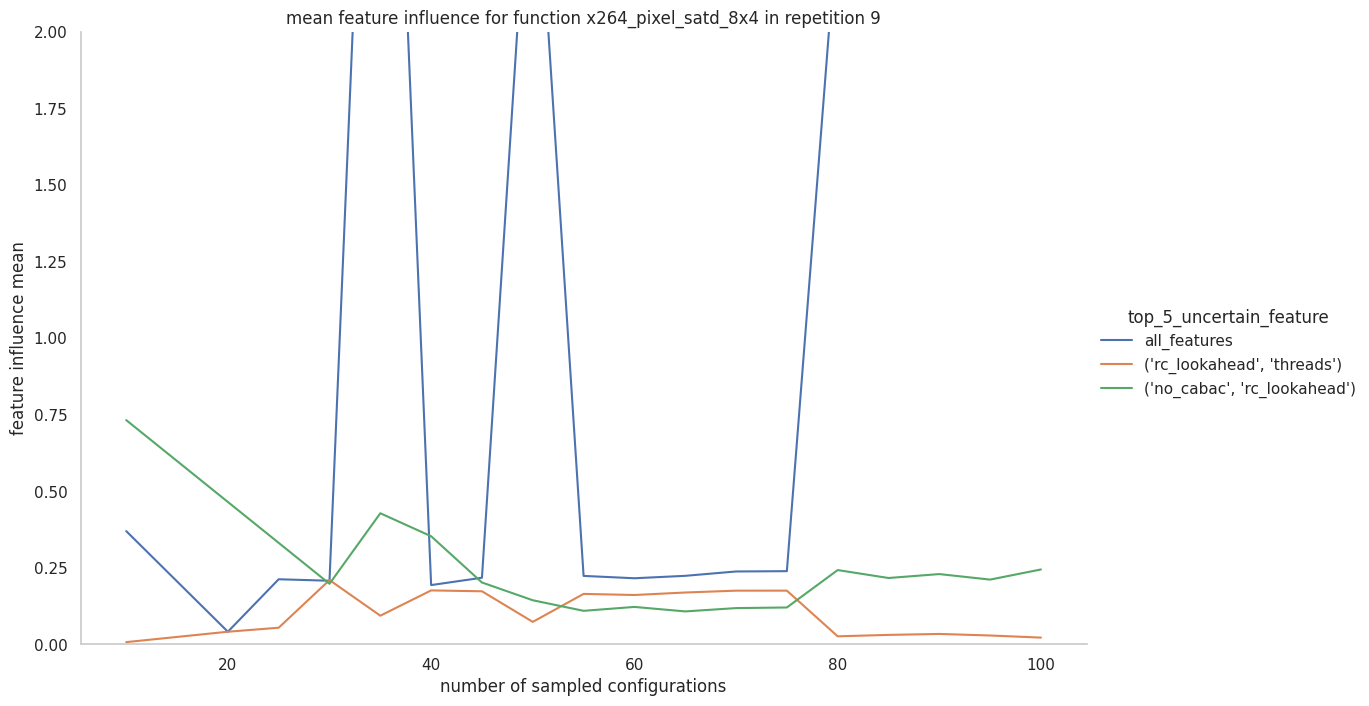 mean feature influence for function x264_pixel_satd_8x4 in repetition 9
2.00
1.75
1.50
1.25
1.00
0.75
0.50
0.25
0.00
feature influence mean
20
40
60
80
100
number of sampled configurations
top_5_uncertain_feature
all_features
('rc_lookahead', 'threads')
('no_cabac', 'rc_lookahead')